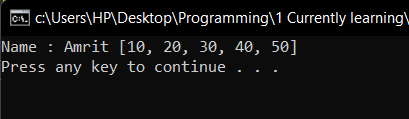 c:\Users\HP\Desktop\Programming\1 Currently learning\
Name : Amrit [10, 20, 30, 40, 50]
Press any key to continue . . .